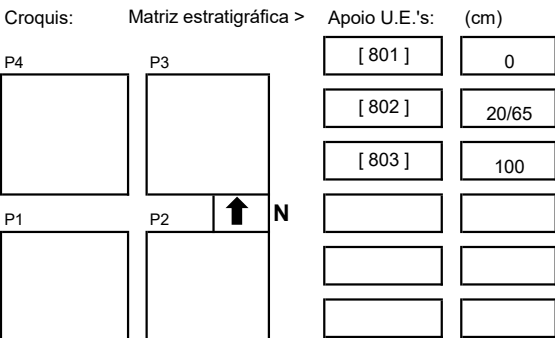 Croquis: Matriz estratigráfica > Apoio U.E.'s: (cm)
P4 P3 [ 801 ] 0
[ 802 ] 20/65
[ 803 ] 100
P1 P2 N